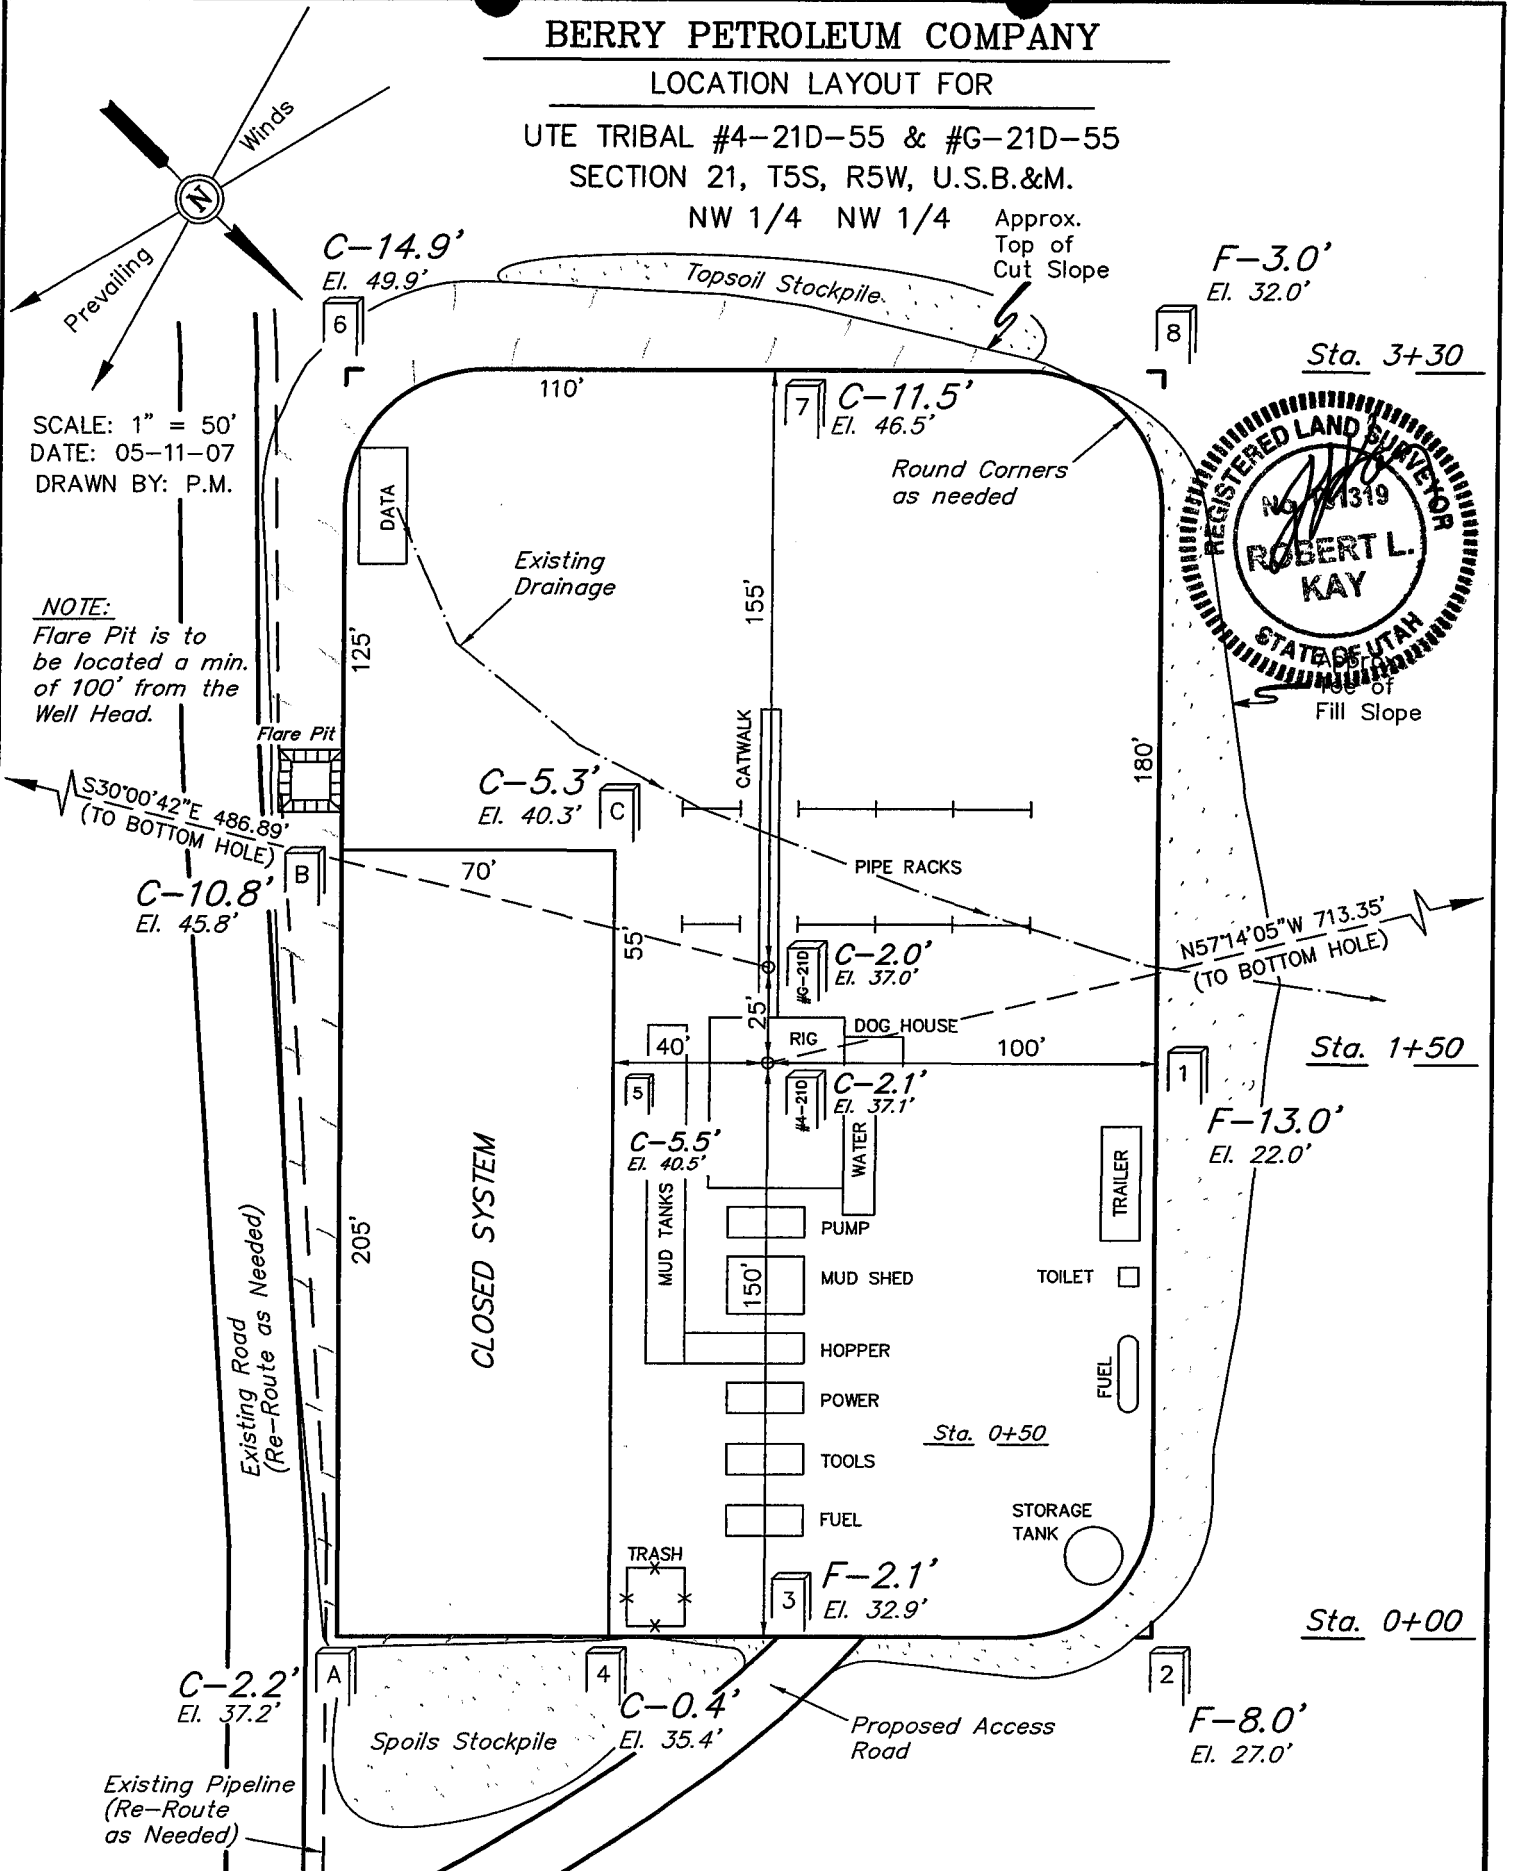 BERRY PETROLEUM COMPANY
LOCATION LAYOUT FOR
UTE TRIBAL #4-21D-55 & #G-21D-55
SECTION 21, T5S, R5W, U.S.B.&M.
NW 1/4 NW 1/4
Winds
N
Prevailing
Approx.
Top of
Cut Slope
C-14.9'
El. 49.9'
6
Topsoil Stockpile
F-3.0'
El. 32.0'
8
Sta. 3+30
SCALE: 1" = 50'
DATE: 05-11-07
DRAWN BY: P.M.
110'
7
C-11.5'
El. 46.5'
Round Corners
as needed
REGISTERED LAND SURVEYOR
ROBERT L.
KAY
STATE OF UTAH
DATA
Existing
Drainage
NOTE:
Flare Pit is to
be located a min.
of 100' from the
Well Head.
125'
155'
Approx.
Toe of
Fill Slope
Flare Pit
CATWALK
180'
S30°00'42"E 486.89'
(TO BOTTOM HOLE)
C-5.3'
El. 40.3'
C
B
C-10.8'
El. 45.8'
70'
PIPE RACKS
55'
#G-21D
C-2.0'
El. 37.0'
N57°14'05"W 713.35'
(TO BOTTOM HOLE)
25'
RIG
DOG HOUSE
40'
100'
Sta. 1+50
5
#4-21D
C-2.1'
El. 37.1'
1
F-13.0'
El. 22.0'
C-5.5'
El. 40.5'
WATER
TRAILER
MUD TANKS
CLOSED SYSTEM
205'
Existing Road
(Re-Route as Needed)
PUMP
150'
MUD SHED
TOILET
HOPPER
POWER
FUEL
Sta. 0+50
TOOLS
FUEL
STORAGE
TANK
TRASH
3
F-2.1'
El. 32.9'
Sta. 0+00
A
C-2.2'
El. 37.2'
4
C-0.4'
El. 35.4'
2
F-8.0'
El. 27.0'
Spoils Stockpile
Proposed Access
Road
Existing Pipeline
(Re-Route
as Needed)